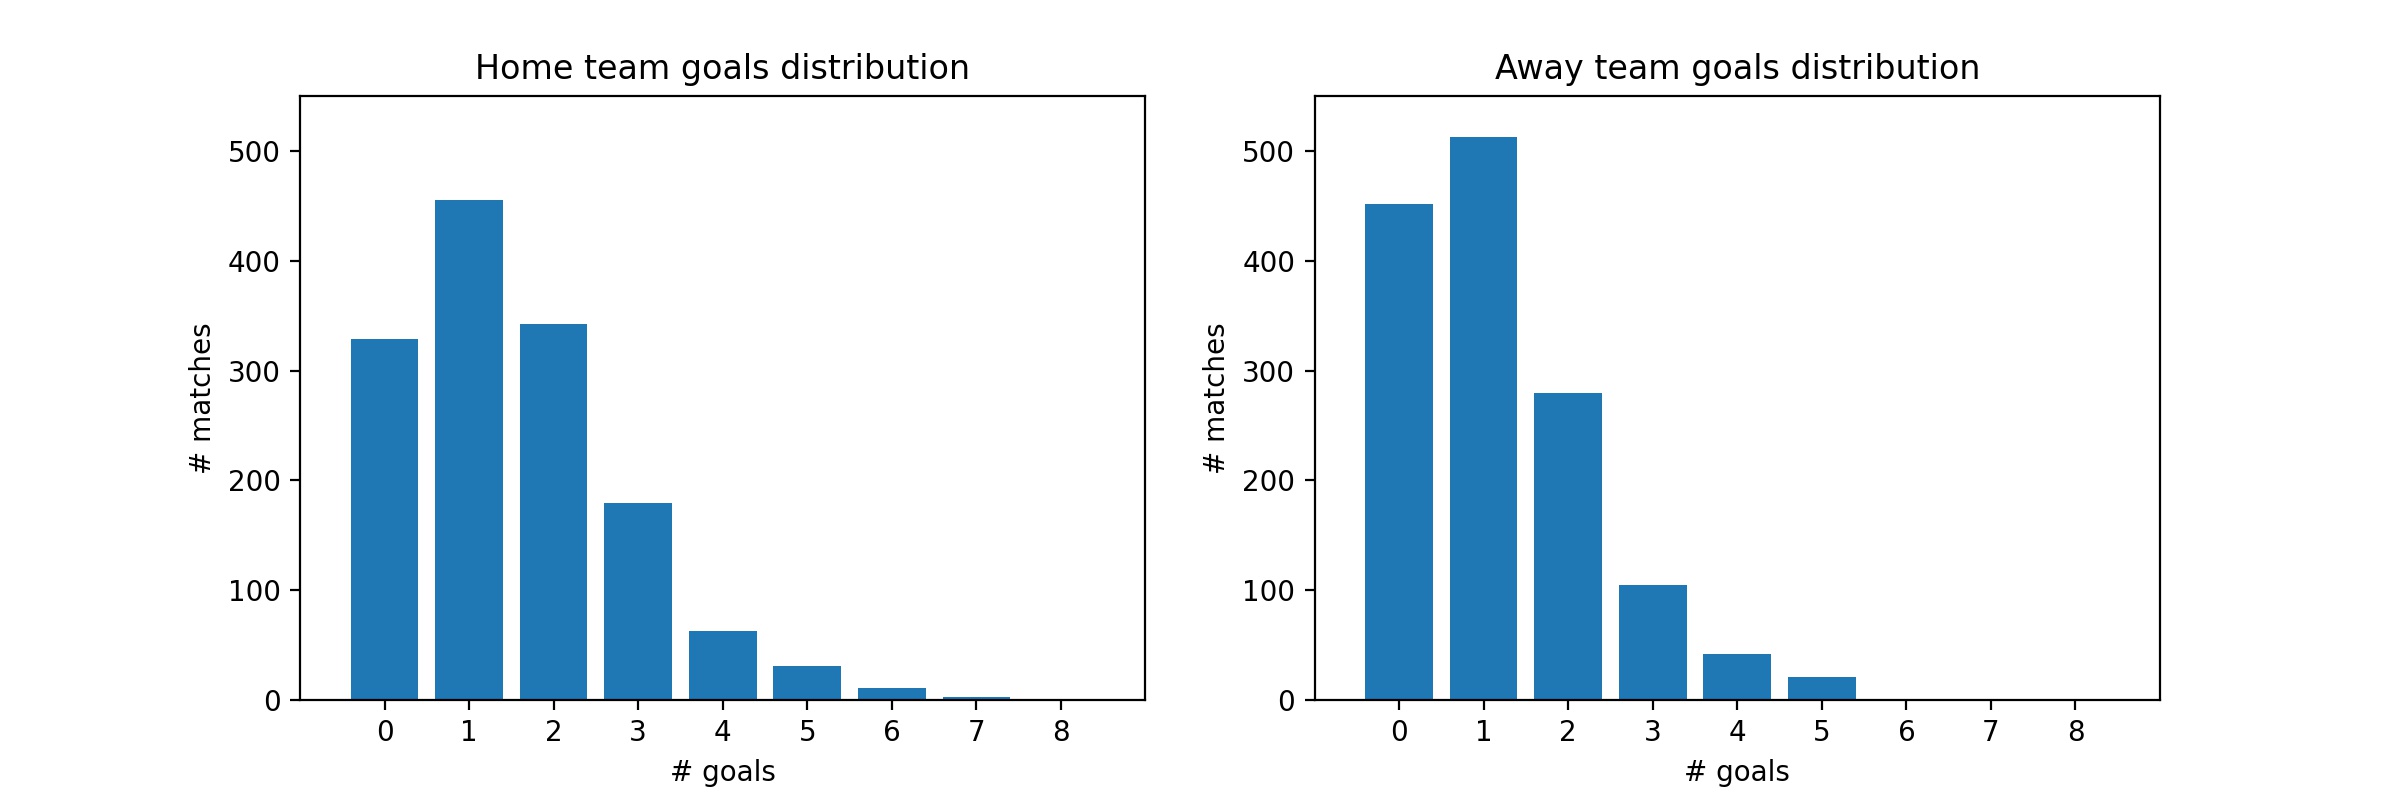 Home team goals distribution
500
400
300
200
100
0
# matches
0 1 2 3 4 5 6 7 8
# goals
Away team goals distribution
500
400
300
200
100
0
# matches
0 1 2 3 4 5 6 7 8
# goals